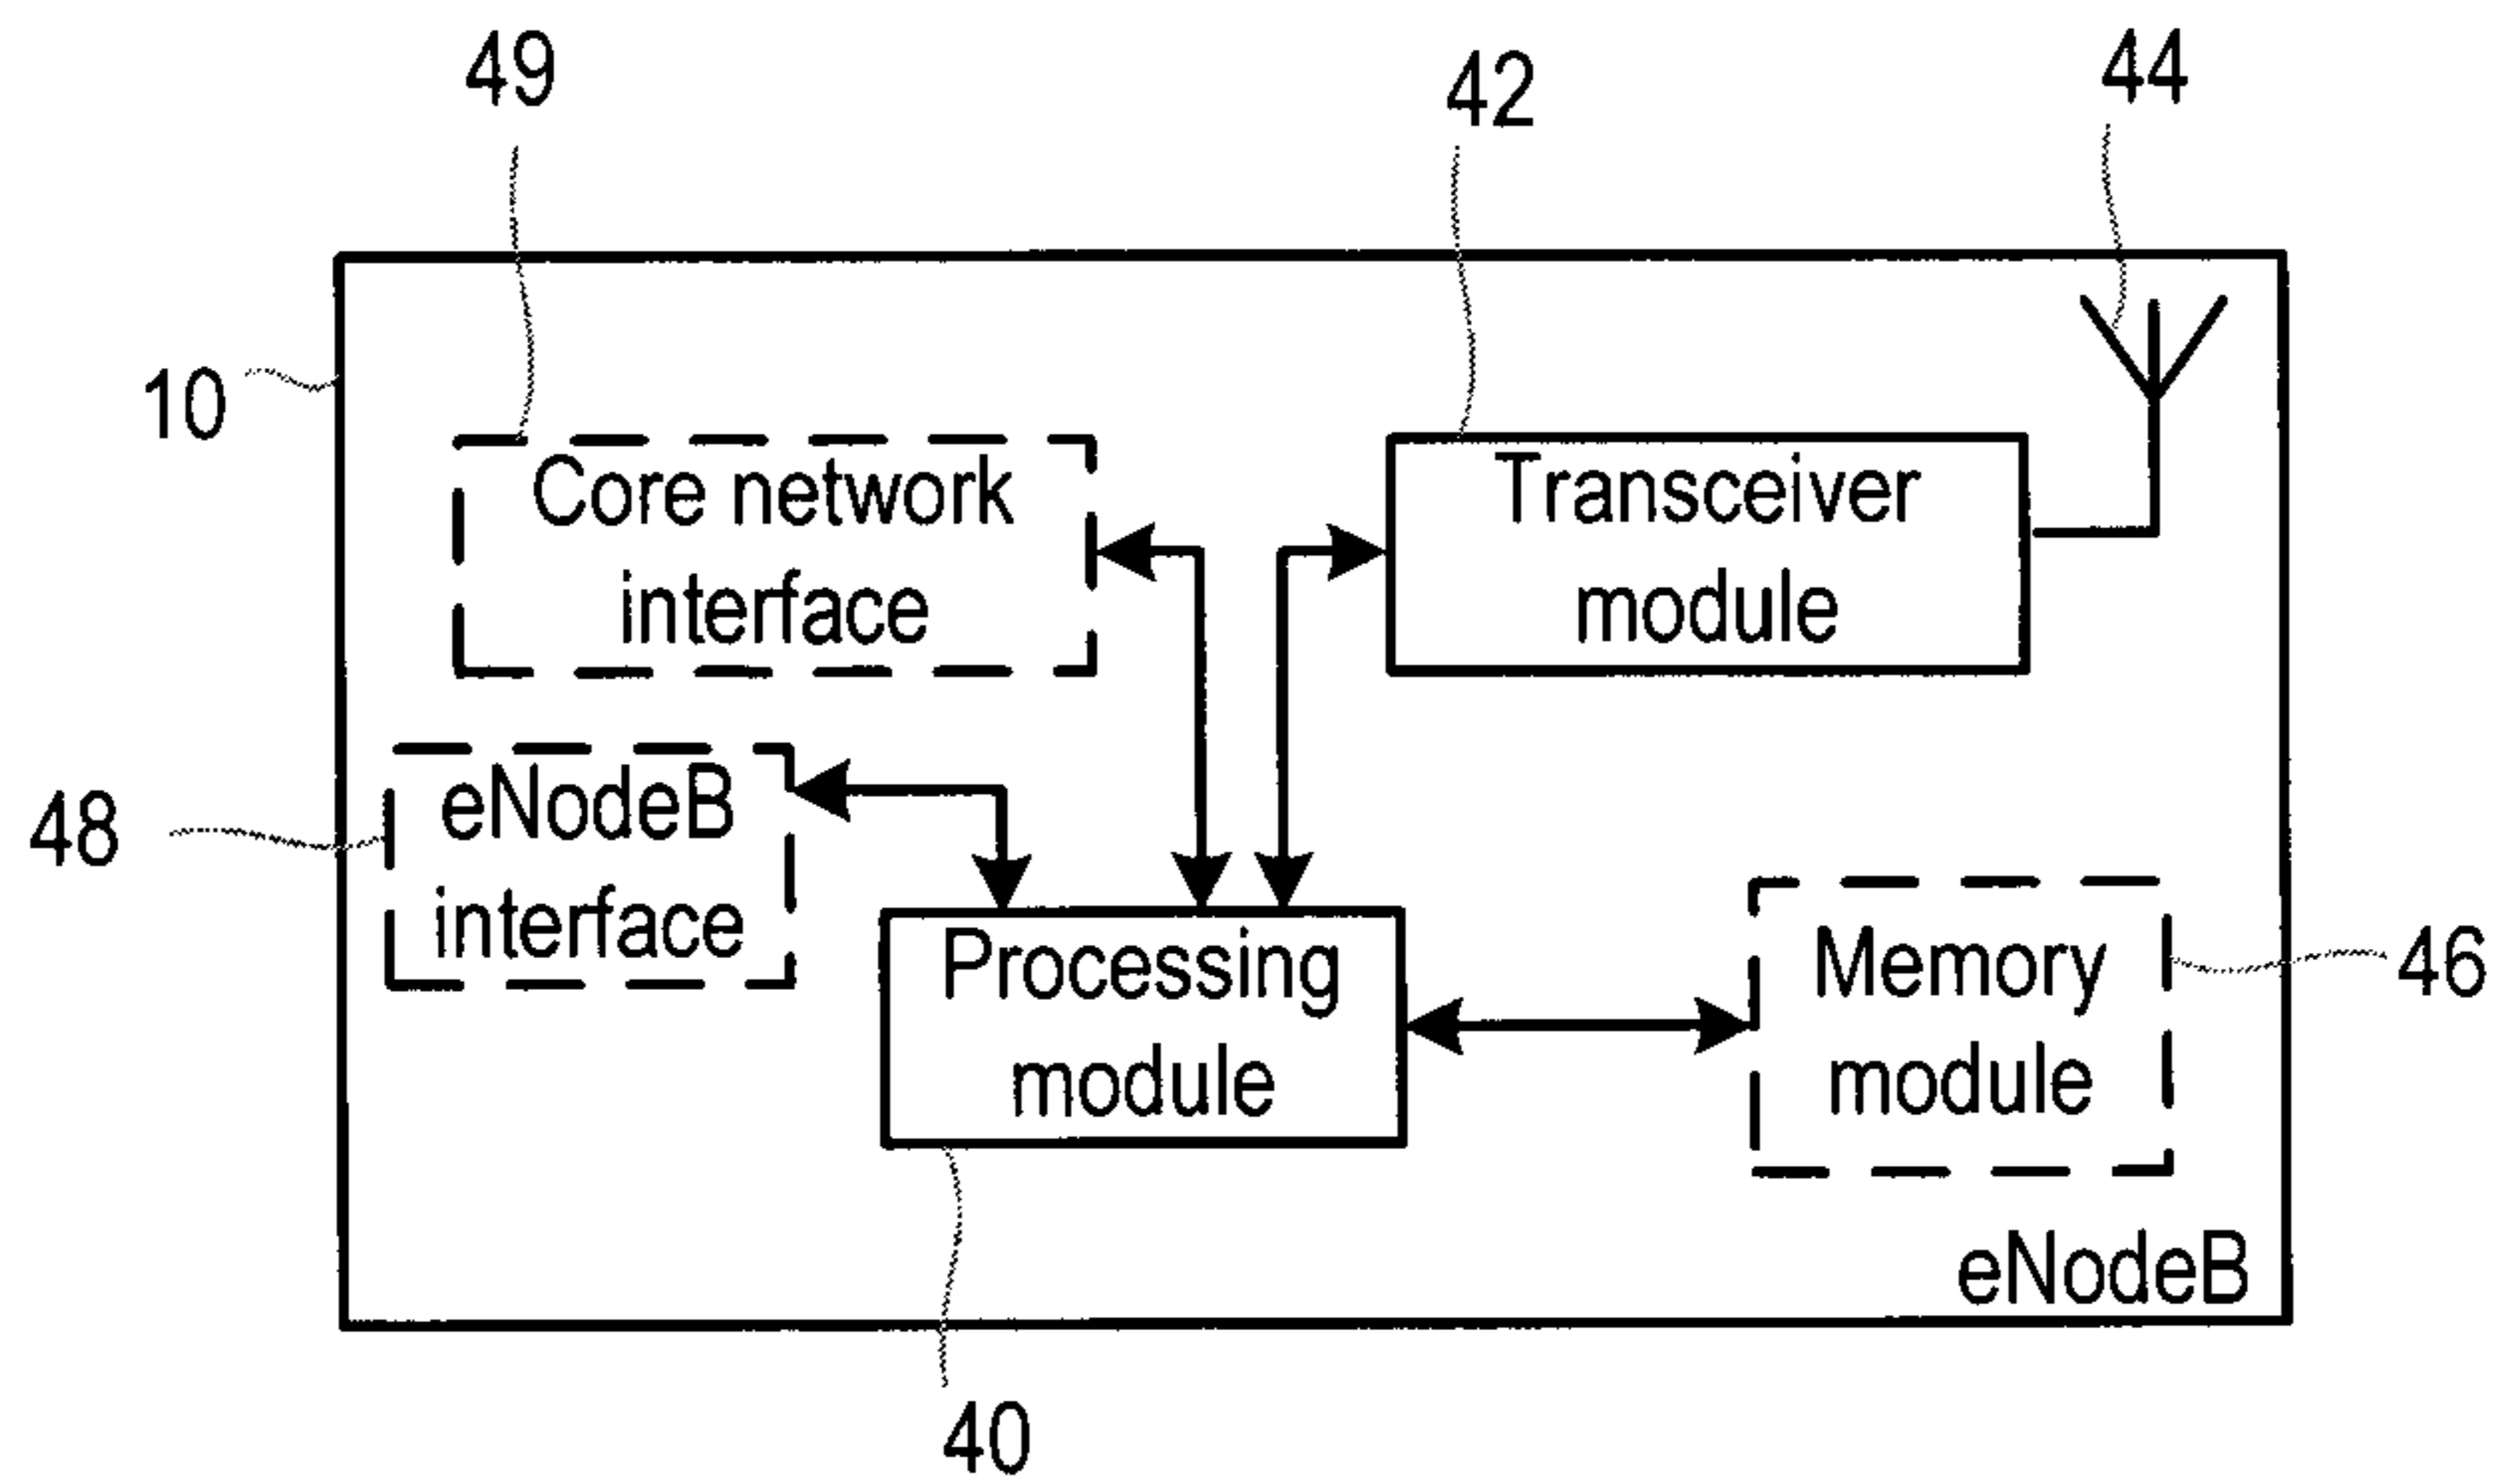 49
42
44
10
Core network
interface
Transceiver
module
48
eNodeB
interface
Processing
module
Memory
module
46
eNodeB
40